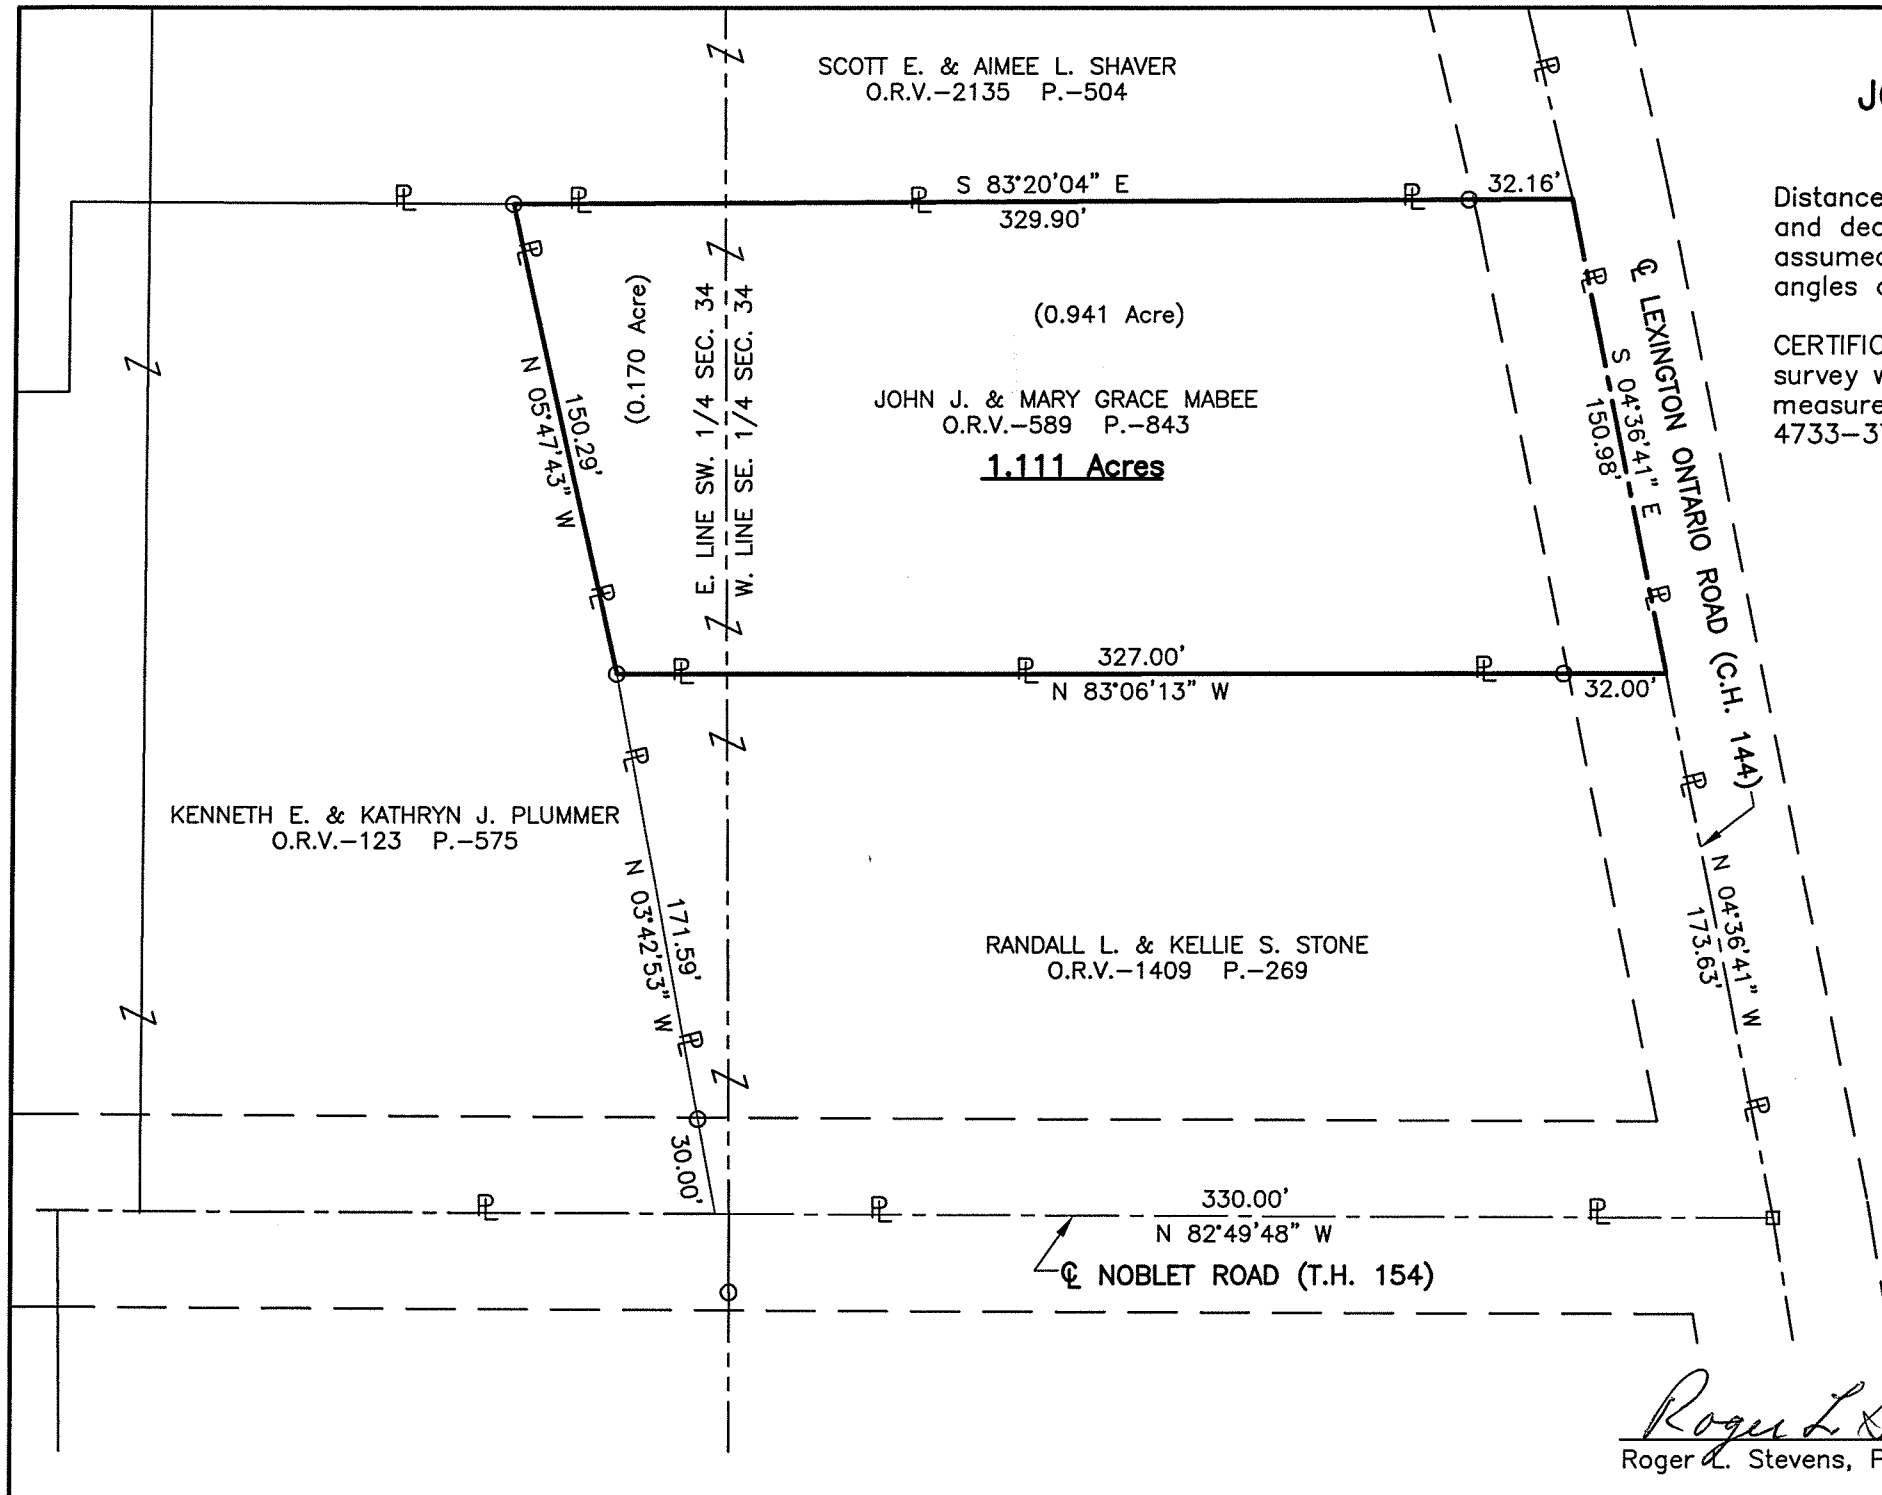 SCOTT E. & AIMEE L. SHAVER
O.R.V.-2135 P.-504
S 83°20'04" E
329.90'
32.16'
Distance
and
assumed
angles
survey
measure
N 05°47'43" W
150.29'
(0.170 Acre)
E. LINE SW. 1/4 SEC. 34
W. LINE SE. 1/4 SEC. 34
(0.941 Acre)
JOHN J. & MARY GRACE MABEE
O.R.V.-589 P.-843
1.111 Acres
S 04°36'41" E
150.98'
℄ LEXINGTON ONTARIO ROAD (C.H. 144)
327.00'
N 83°06'13" W
32.00'
KENNETH E. & KATHRYN J. PLUMMER
O.R.V.-123 P.-575
N 03°42'53" W
171.59'
RANDALL L. & KELLIE S. STONE
O.R.V.-1409 P.-269
N 04°36'41" W
173.63'
30.00'
330.00'
N 82°49'48" W
℄ NOBLET ROAD (T.H. 154)
Roger L.
Roger L. Stevens, P